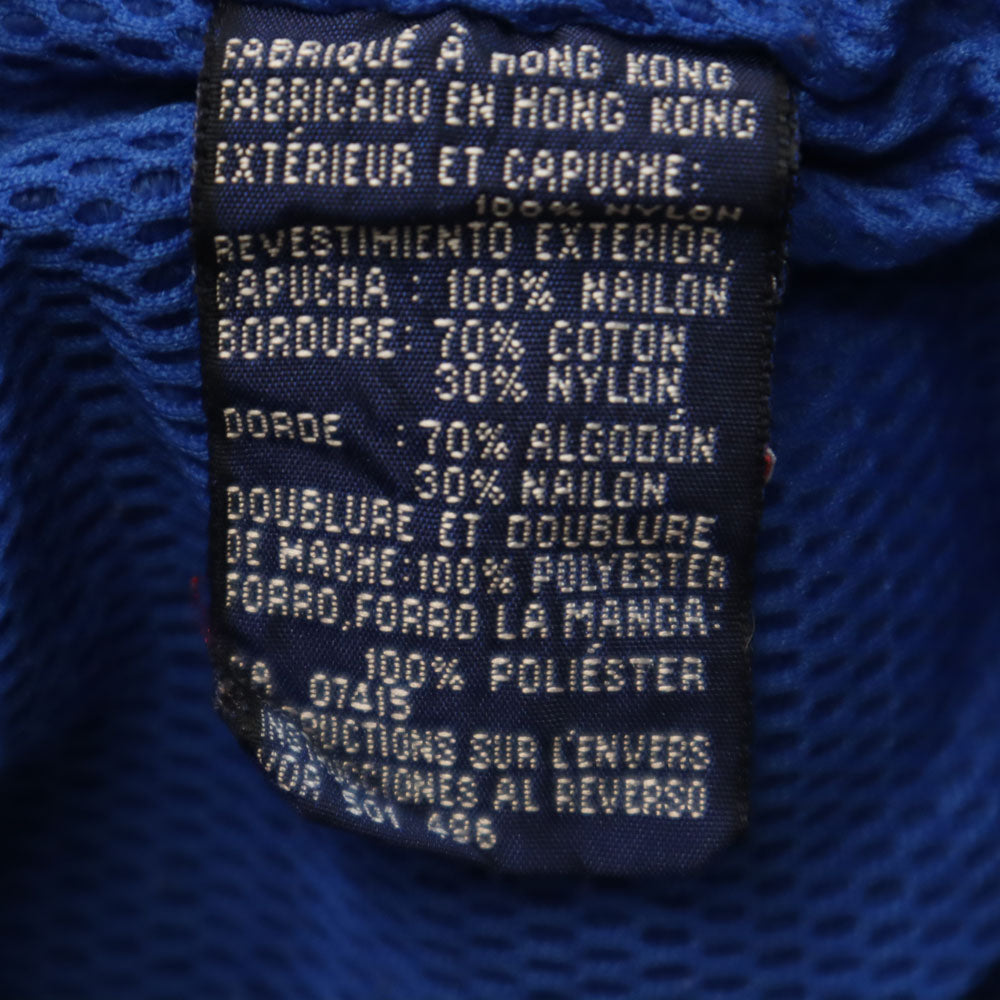 FABRIQUÉ À HONG KONG
FABRICADO EN HONG KONG
EXTÉRIEUR ET CAPUCHE:
100% NYLON
REVESTIMIENTO EXTERIOR,
CAPUCHA : 100% NAILON
BORDURE: 70% COTON
30% NYLON
DORDE : 70% ALGODÓN
30% NAILON
DOUBLURE ET DOUBLURE
DE MACHE: 100% POLYESTER
FORRO, FORRO LA MANGA:
100% POLIÉSTER
07415
INSTRUCTIONS SUR L'ENVERS
AL REVERSO
486